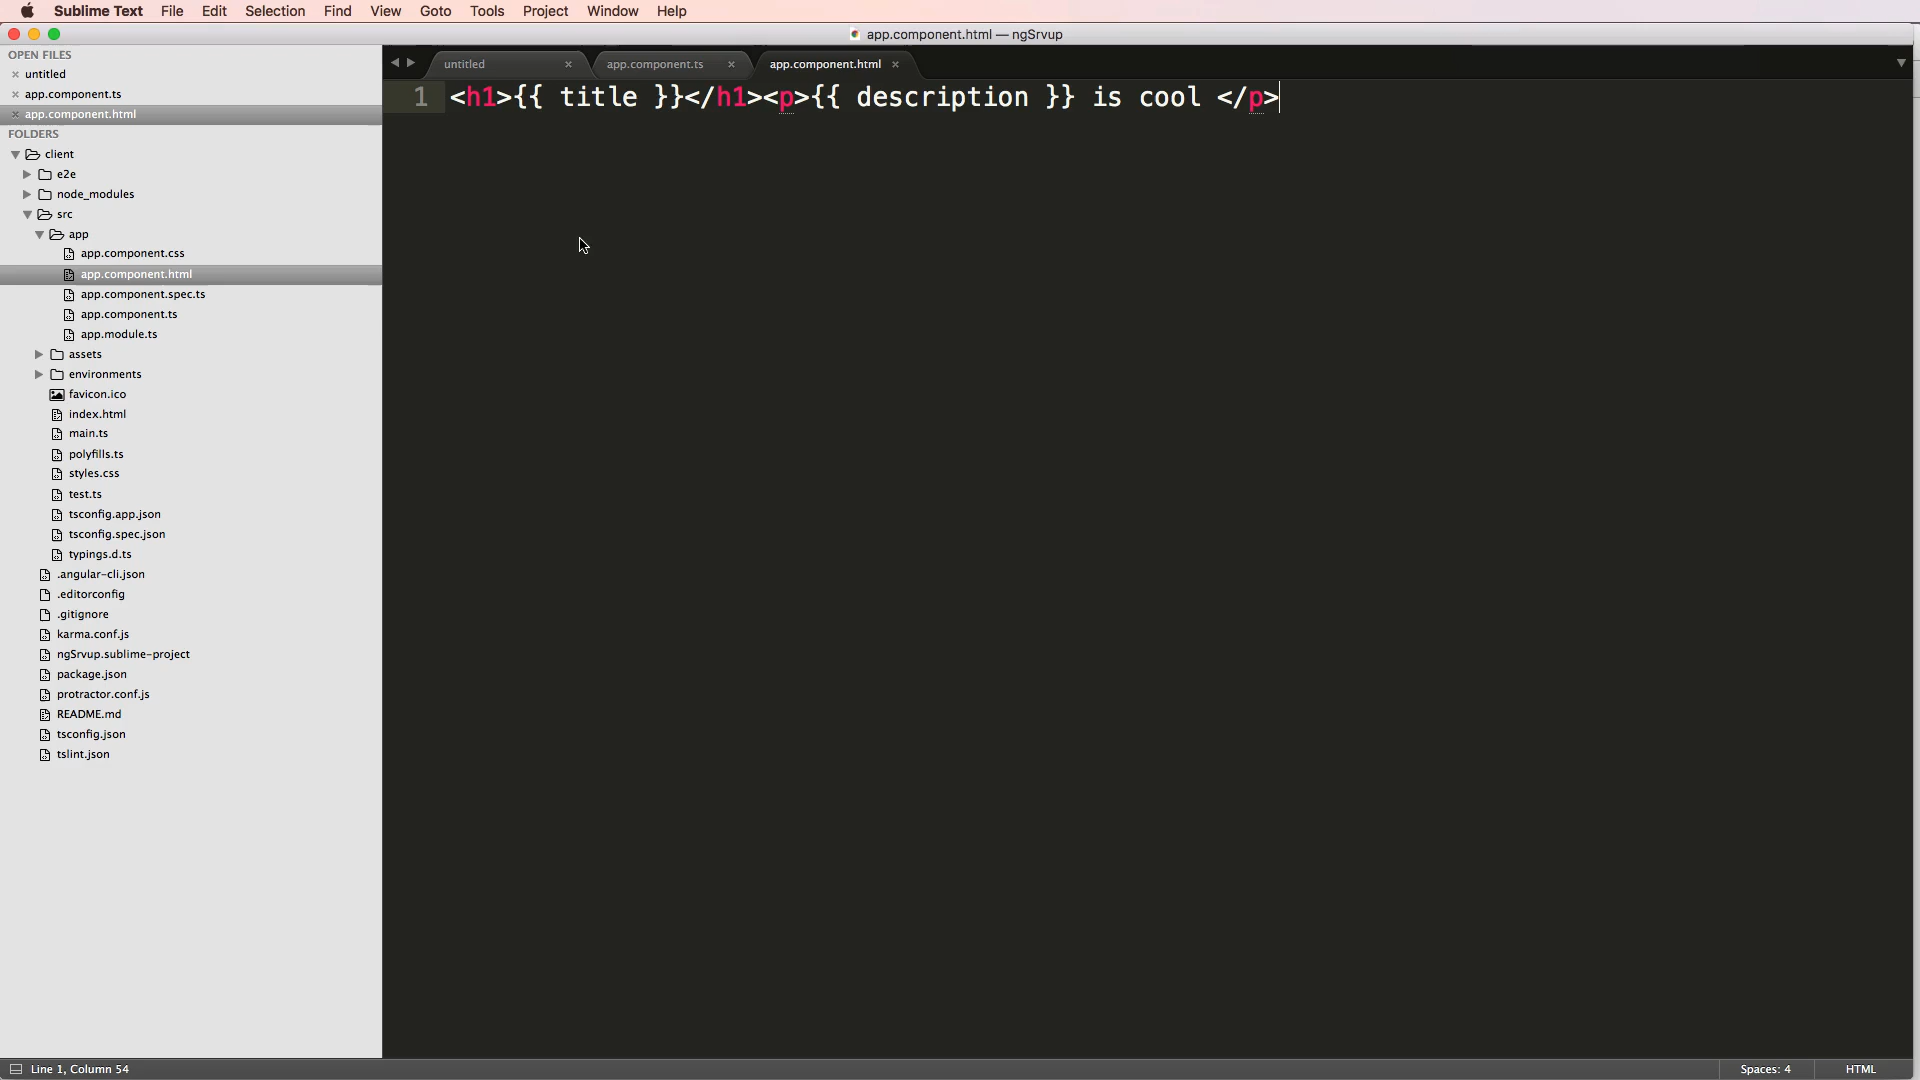 Sublime Text File Edit Selection Find View Goto Tools Project Window Help
app.component.html — ngSrvup
OPEN FILES
untitled
app.component.ts
app.component.html
FOLDERS
client
e2e
node_modules
src
app
app.component.css
app.component.html
app.component.spec.ts
app.component.ts
app.module.ts
assets
environments
favicon.ico
index.html
main.ts
polyfills.ts
styles.css
test.ts
tsconfig.app.json
tsconfig.spec.json
typings.d.ts
.angular-cli.json
.editorconfig
.gitignore
karma.conf.js
ngSrvup.sublime-project
package.json
protractor.conf.js
README.md
tsconfig.json
tslint.json
untitled app.component.ts app.component.html
1 <h1>{{ title }}</h1><p>{{ description }} is cool </p>
Line 1, Column 54 Spaces: 4 HTML